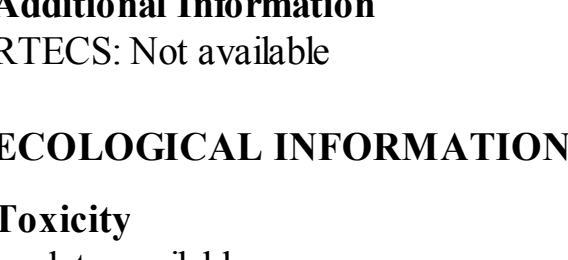 Additional Information
RTECS: Not available
ECOLOGICAL INFORMATION
Toxicity